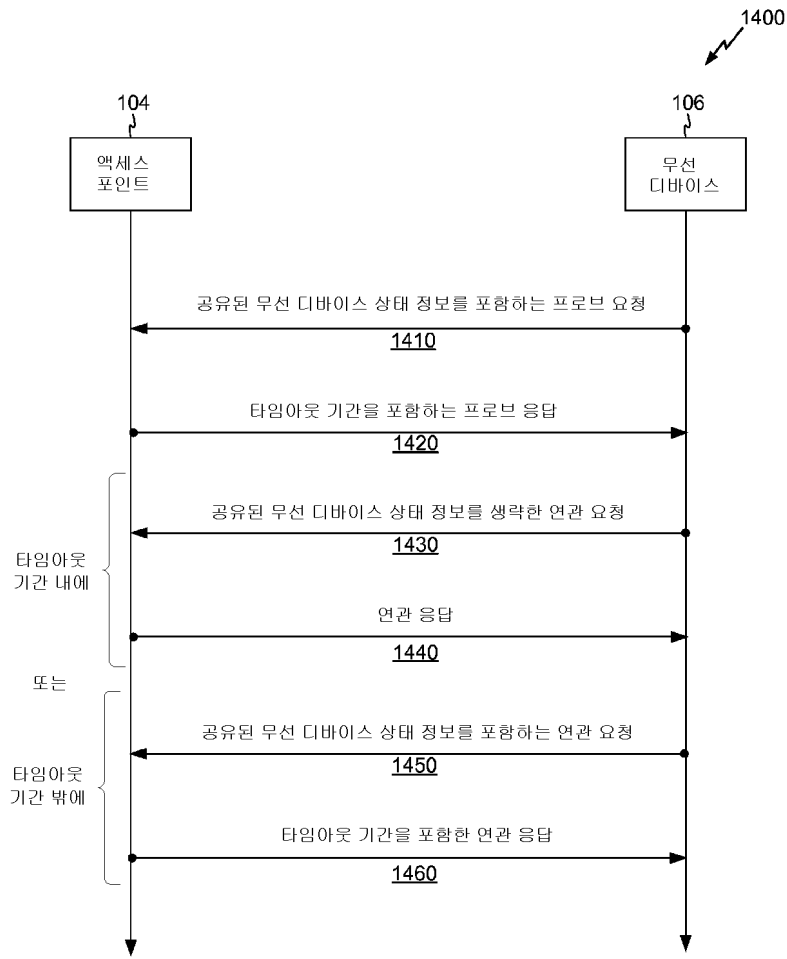 1400
104
106
액세스
포인트
무선
디바이스
공유된 무선 디바이스 상태 정보를 포함하는 프로브 요청
1410
타임아웃 기간을 포함하는 프로브 응답
1420
공유된 무선 디바이스 상태 정보를 생략한 연관 요청
1430
타임아웃
기간 내에
연관 응답
1440
또는
공유된 무선 디바이스 상태 정보를 포함하는 연관 요청
1450
타임아웃
기간 밖에
타임아웃 기간을 포함한 연관 응답
1460